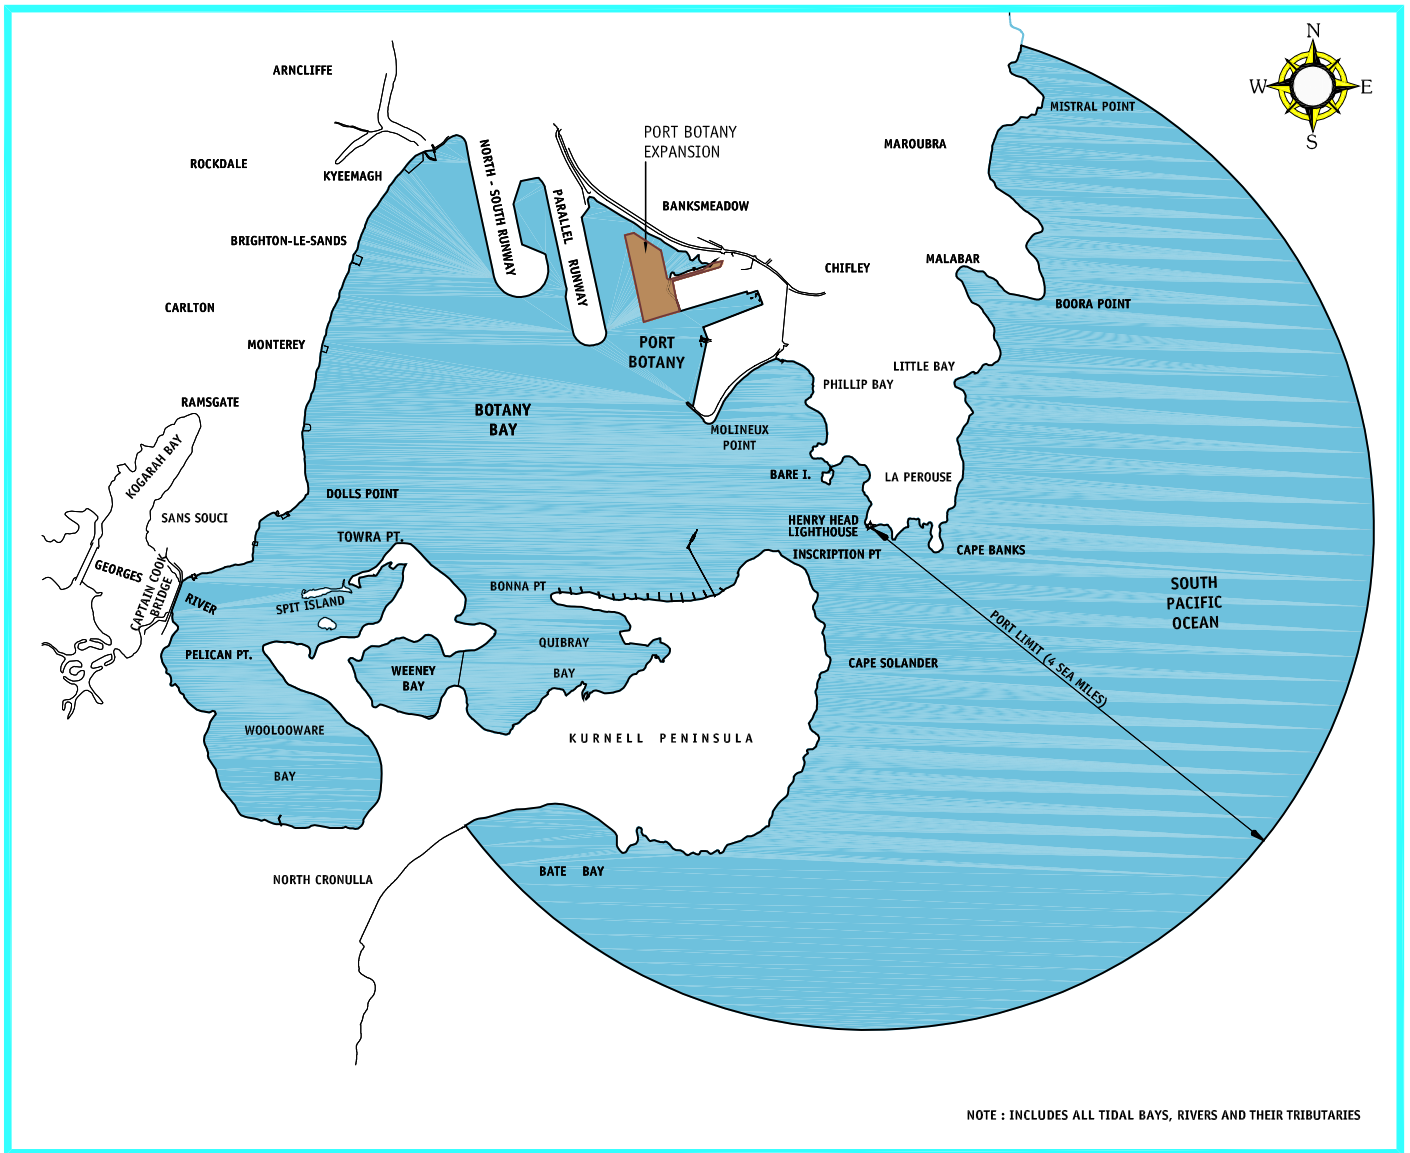 N
W
E
S
ARNCLIFFE
MISTRAL POINT
PORT BOTANY
EXPANSION
MAROUBRA
ROCKDALE
KYEEMAGH
NORTH - SOUTH RUNWAY
PARALLEL RUNWAY
BANKSMEADOW
BRIGHTON-LE-SANDS
MALABAR
CHIFLEY
CARLTON
BOORA POINT
MONTEREY
PORT
BOTANY
LITTLE BAY
PHILLIP BAY
RAMSGATE
BOTANY
BAY
MOLINEUX
POINT
KOGARAH BAY
BARE I.
LA PEROUSE
DOLLS POINT
SANS SOUCI
HENRY HEAD
LIGHTHOUSE
TOWRA PT.
INSCRIPTION PT
CAPE BANKS
GEORGES
RIVER
CAPTAIN COOK
BRIDGE
BONNA PT
SPIT ISLAND
SOUTH
PACIFIC
OCEAN
PORT LIMIT (4 SEA MILES)
PELICAN PT.
QUIBRAY
BAY
WEENEY
BAY
CAPE SOLANDER
WOOLOOWARE
BAY
KURNELL PENINSULA
BATE BAY
NORTH CRONULLA
NOTE : INCLUDES ALL TIDAL BAYS, RIVERS AND THEIR TRIBUTARIES